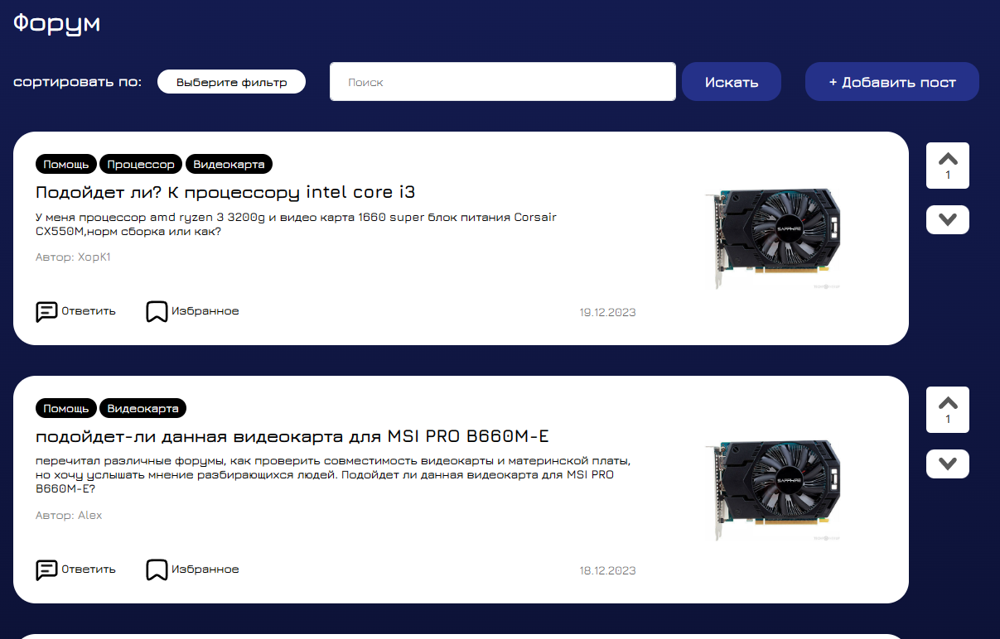 Форум
сортировать по: Выберите фильтр Поиск Искать + Добавить пост
Помощь Процессор Видеокарта
1
Подойдет ли? К процессору intel core i3
У меня процессор amd ryzen 3 3200g и видео карта 1660 super блок питания Corsair
CX550M,норм сборка или как?
SAPPHIRE
Автор: XopK1
Ответить Избранное 19.12.2023
Помощь Видеокарта
1
подойдет-ли данная видеокарта для MSI PRO B660M-E
перечитал различные форумы, как проверить совместимость видеокарты и материнской платы,
но хочу услышать мнение разбирающихся людей. Подойдет ли данная видеокарта для MSI PRO
B660M-E?
SAPPHIRE
Автор: Alex
Ответить Избранное 18.12.2023